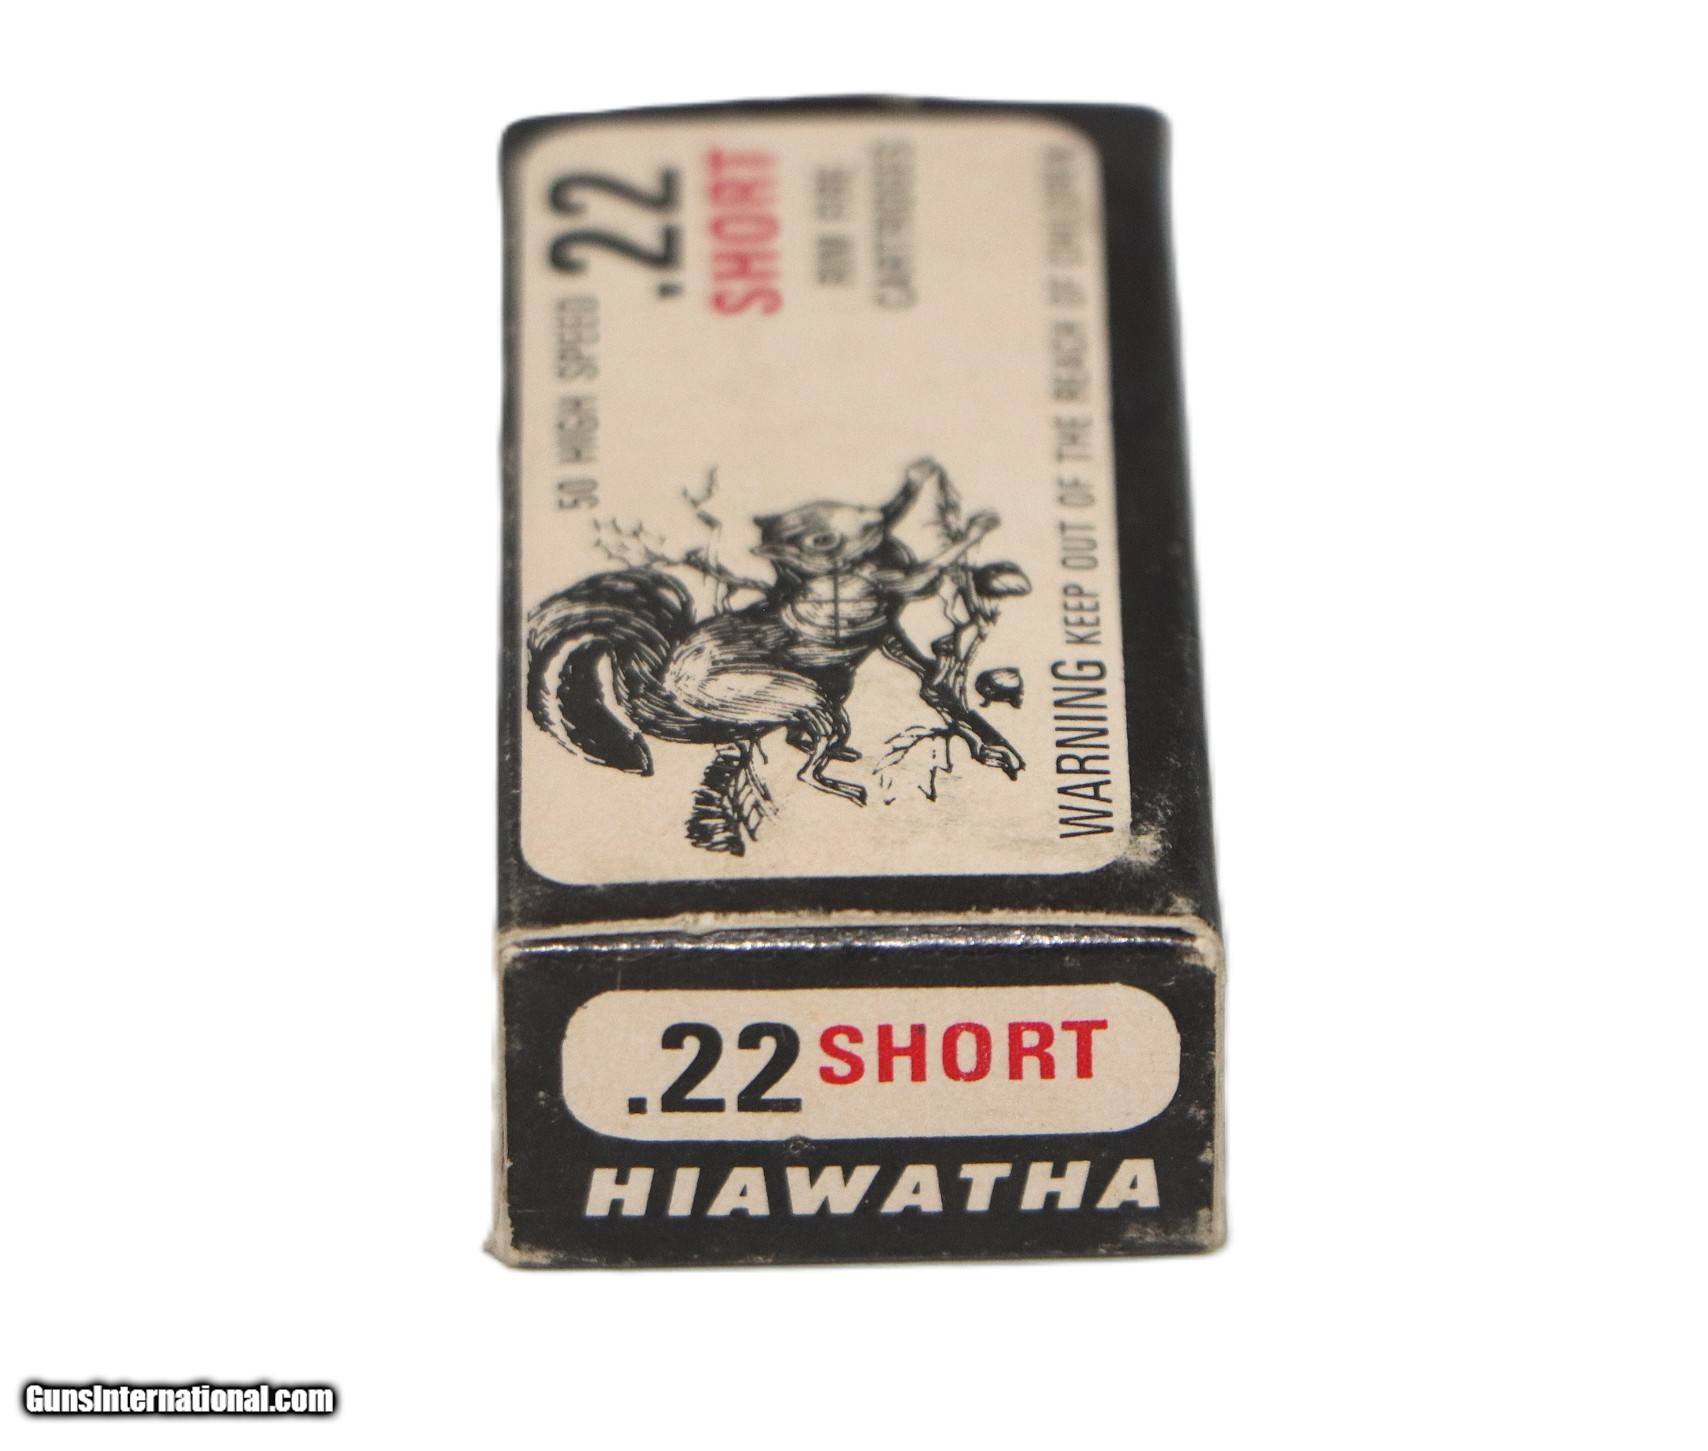 50 HIGH SPEED .22
SHORT
RIM FIRE
CARTRIDGES
WARNING KEEP OUT OF THE REACH OF CHILDREN
.22 SHORT
HIAWATHA
GunsInternational.com